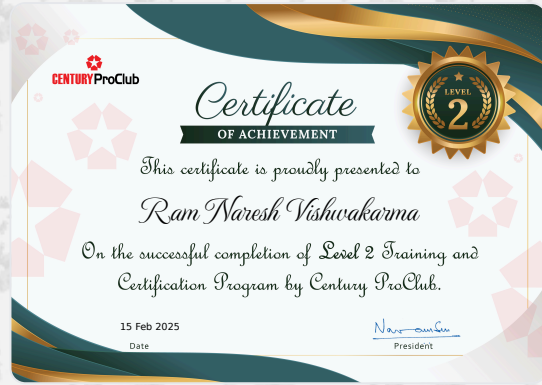 CENTURY ProClub
LEVEL
2
Certificate
OF ACHIEVEMENT
This certificate is proudly presented to
Ram Naresh Vishwakarma
On the successful completion of Level 2 Training and
Certification Program by Century ProClub.
15 Feb 2025
Date
President